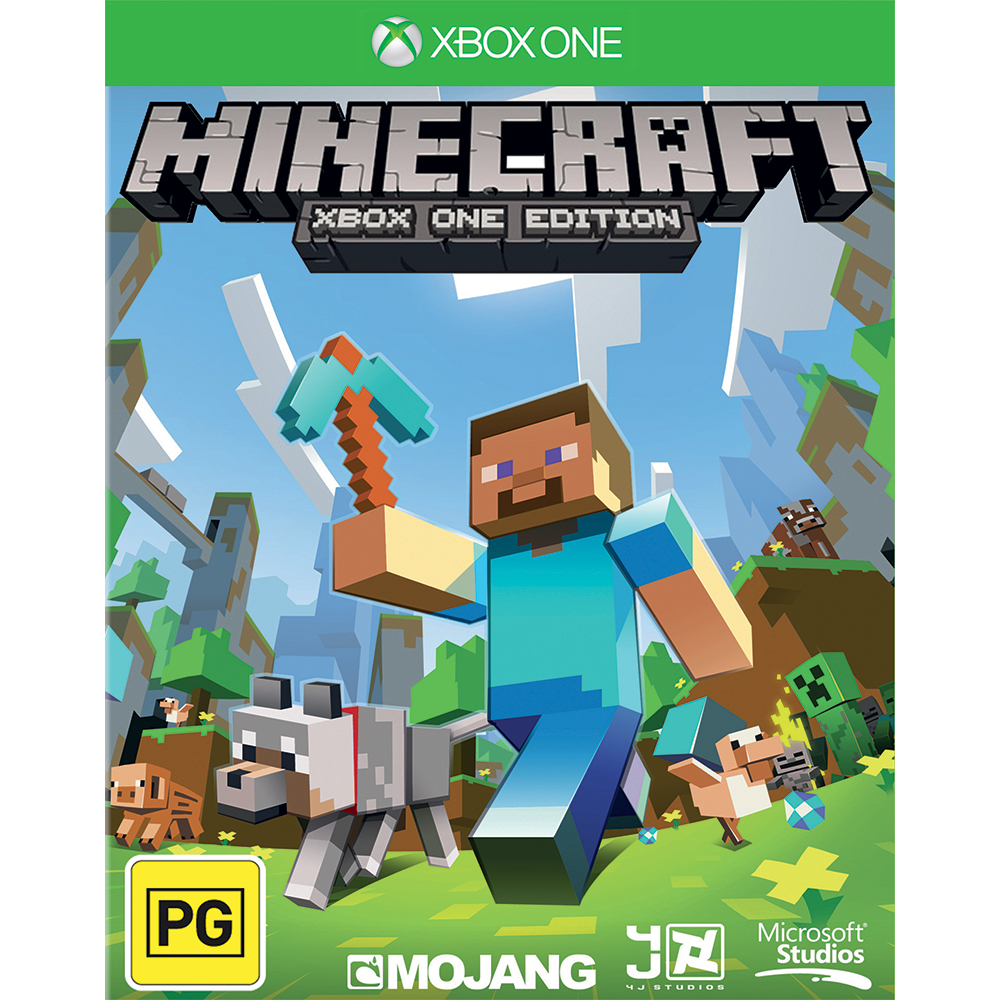 XBOX ONE
MINECRAFT
XBOX ONE EDITION
PG
MOJANG
4J STUDIOS
Microsoft®
Studios